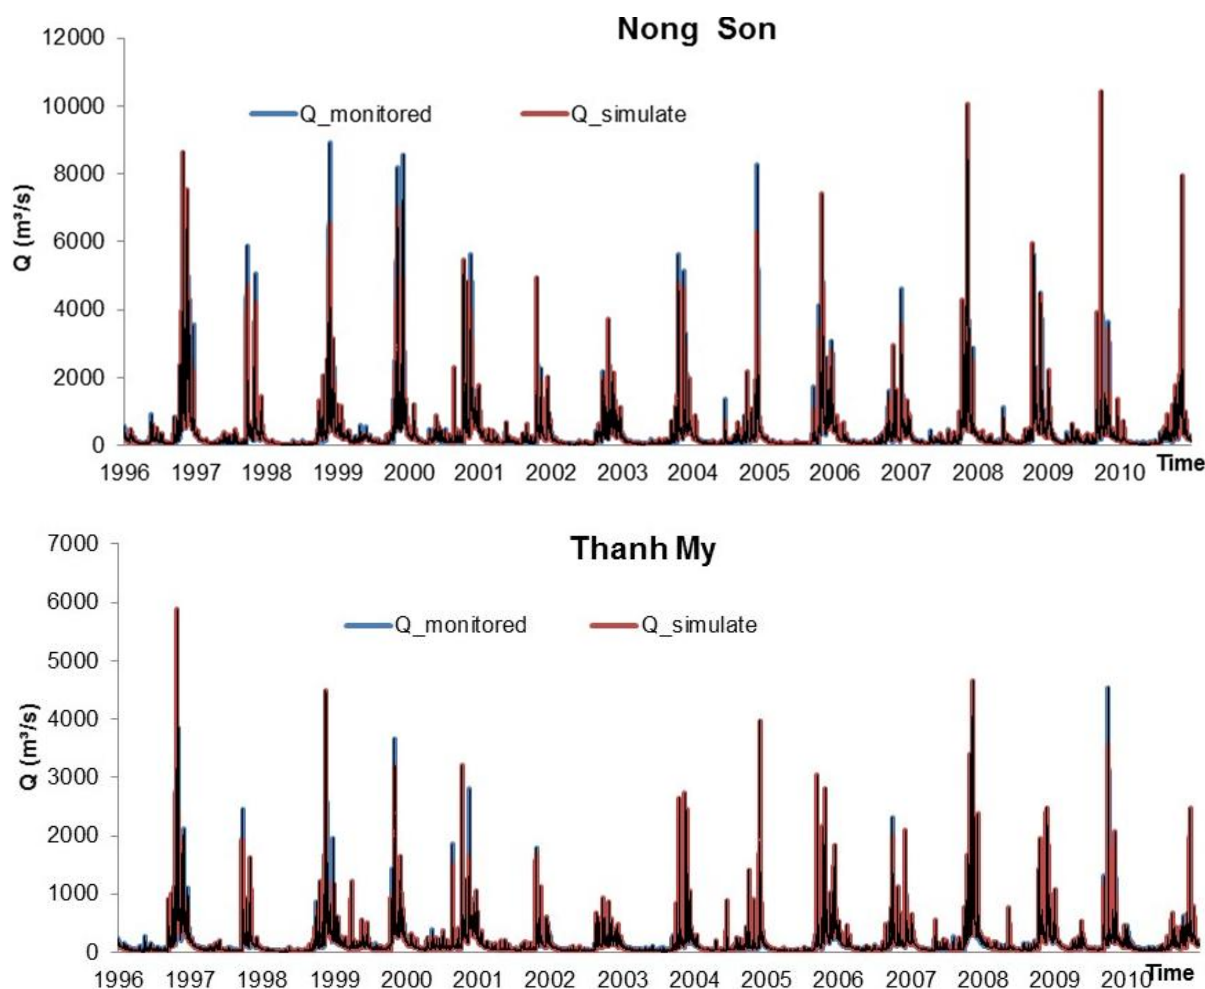 Nong Son
12000
10000
8000
6000
4000
2000
0
Q (m³/s)
Q_monitored Q_simulate
1996 1997 1998 1999 2000 2001 2002 2003 2004 2005 2006 2007 2008 2009 2010 Time
Thanh My
7000
6000
5000
4000
3000
2000
1000
0
Q (m³/s)
Q_monitored Q_simulate
1996 1997 1998 1999 2000 2001 2002 2003 2004 2005 2006 2007 2008 2009 2010 Time